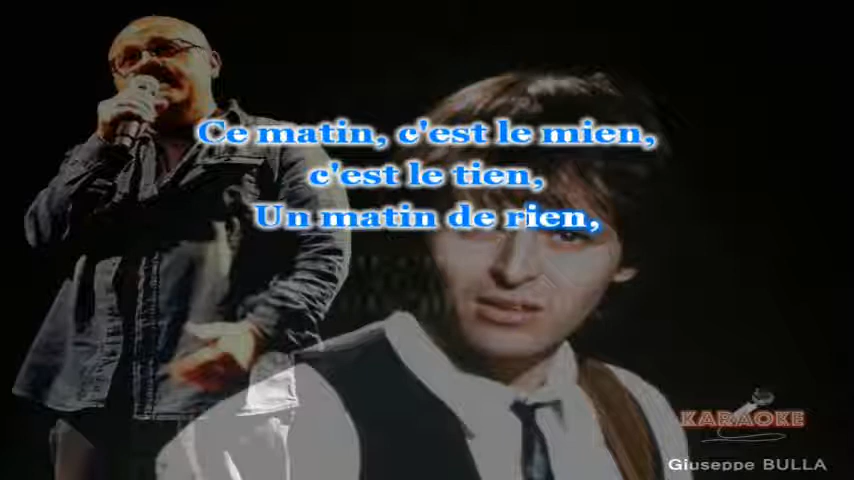 Ce matin, c'est le mien,
c'est le tien,
Un matin de rien,
KARAOKE
Giuseppe BULLA